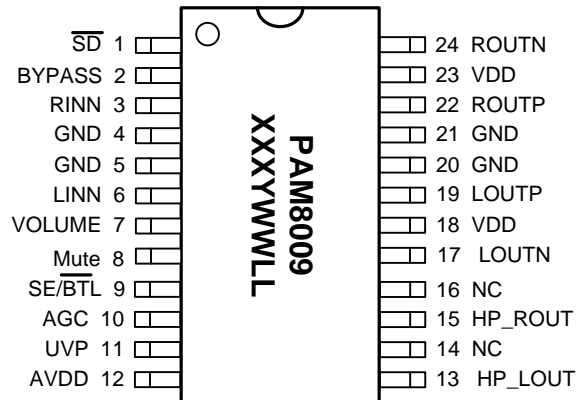 S̅D̅ 1
BYPASS 2
RINN 3
GND 4
GND 5
LINN 6
VOLUME 7
Mute 8
SE/B̅T̅L̅ 9
AGC 10
UVP 11
AVDD 12
PAM8009
XXXYWWLL
24 ROUTN
23 VDD
22 ROUTP
21 GND
20 GND
19 LOUTP
18 VDD
17 LOUTN
16 NC
15 HP_ROUT
14 NC
13 HP_LOUT